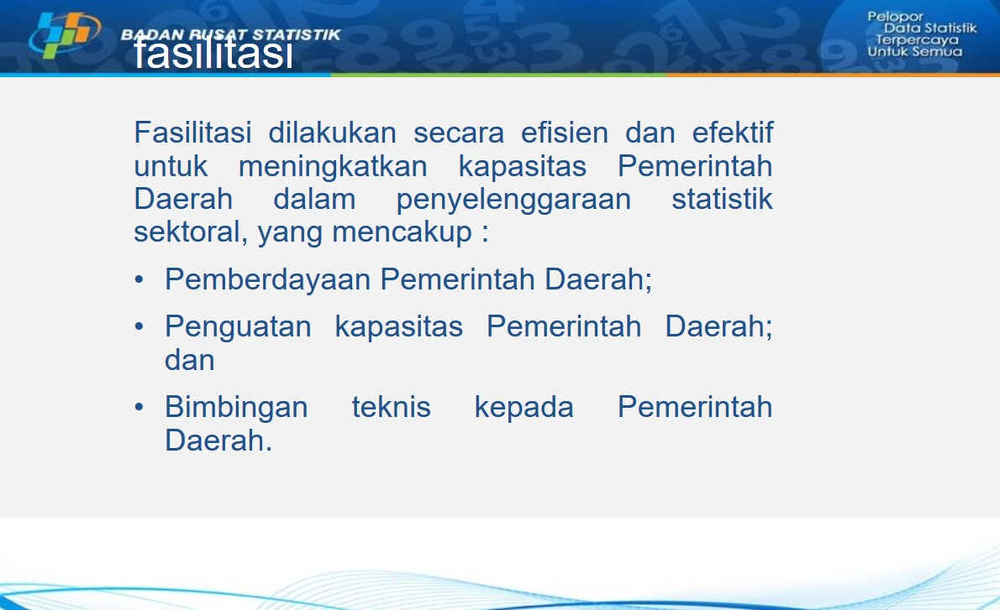 BADAN PUSAT STATISTIK
fasilitasi
Pelopor
Data Statistik
Terpercaya
Untuk Semua
Fasilitasi dilakukan secara efisien dan efektif
untuk meningkatkan kapasitas Pemerintah
Daerah dalam penyelenggaraan statistik
sektoral, yang mencakup :
• Pemberdayaan Pemerintah Daerah;
• Penguatan kapasitas Pemerintah Daerah;
dan
• Bimbingan teknis kepada Pemerintah
Daerah.